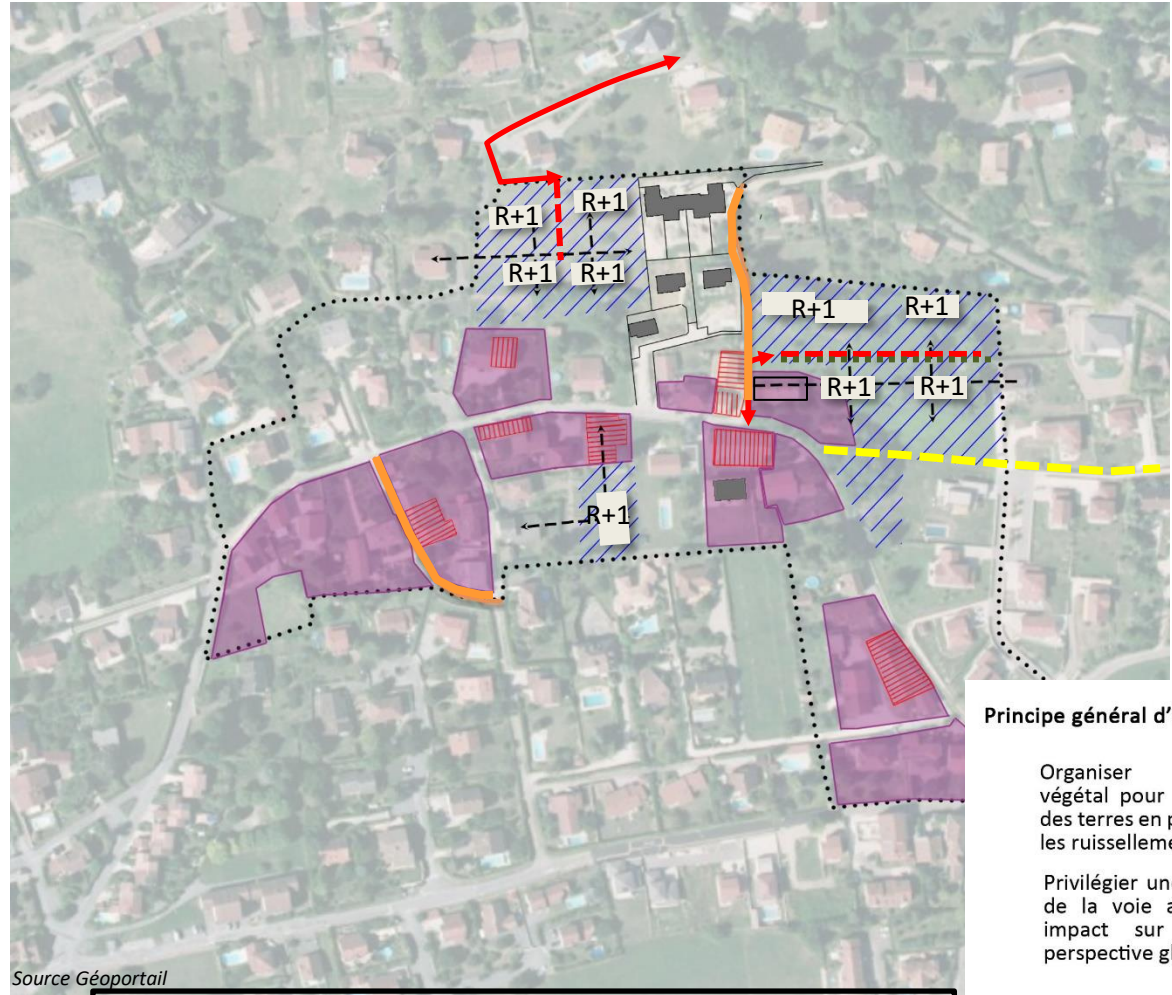 R+1
R+1
R+1
R+1
R+1
R+1
R+1
R+1
R+1
Principe général d'
Organiser
végétal pour
des terres en p
les ruisselleme
Privilégier un
de la voie a
impact sur
perspective gl
Source Géoportail